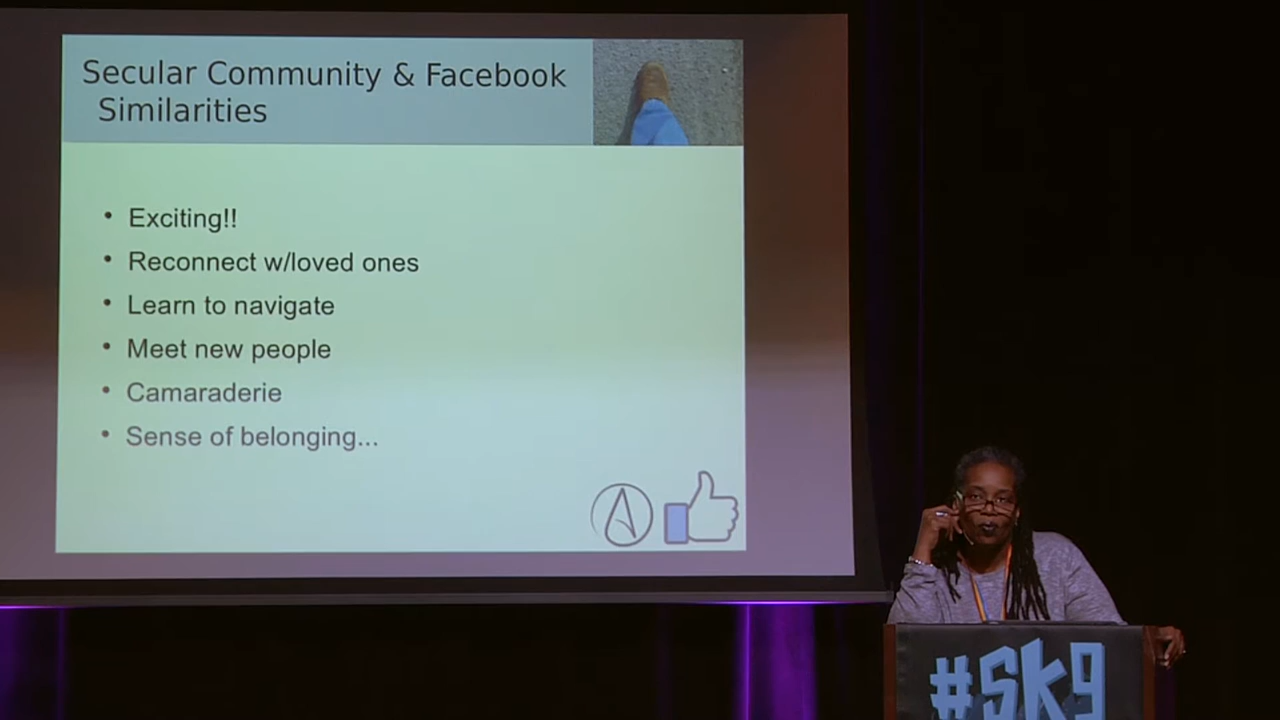 Secular Community & Facebook
Similarities
• Exciting!!
• Reconnect w/loved ones
• Learn to navigate
• Meet new people
• Camaraderie
• Sense of belonging...
#SK9